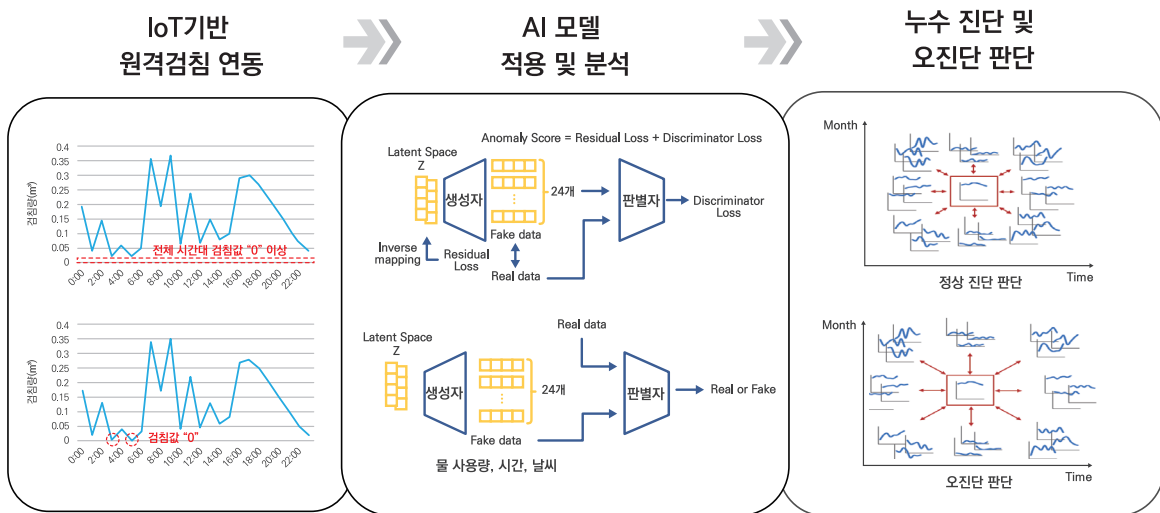 IoT기반
원격검침 연동
AI 모델
적용 및 분석
누수 진단 및
오진단 판단
검침량(m³)
0.4
0.35
0.3
0.25
0.2
0.15
0.1
0.05
0
전체 시간대 검침값 “0” 이상
0:00
2:00
4:00
6:00
8:00
10:00
12:00
14:00
16:00
18:00
20:00
22:00
검침량(m³)
0.4
0.35
0.3
0.25
0.2
0.15
0.1
0.05
0
검침값 “0”
0:00
2:00
4:00
6:00
8:00
10:00
12:00
14:00
16:00
18:00
20:00
22:00
Anomaly Score = Residual Loss + Discriminator Loss
Latent Space
Z
생성자
24개
Fake data
판별자
Discriminator
Loss
Inverse
mapping
Residual
Loss
Real data
Real data
Latent Space
Z
생성자
24개
Fake data
판별자
Real or Fake
물 사용량, 시간, 날씨
Month
Time
정상 진단 판단
Month
Time
오진단 판단